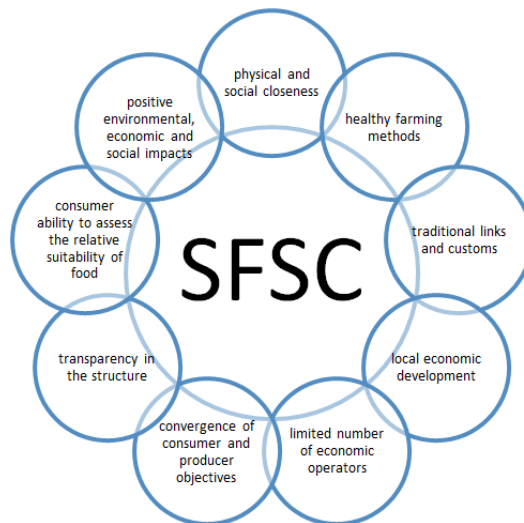 physical and
social closeness
healthy farming
methods
traditional links
and customs
local economic
development
limited number
of economic
operators
convergence of
consumer and
producer
objectives
transparency in
the structure
consumer
ability to assess
the relative
suitability of
food
positive
environmental,
economic and
social impacts
SFSC